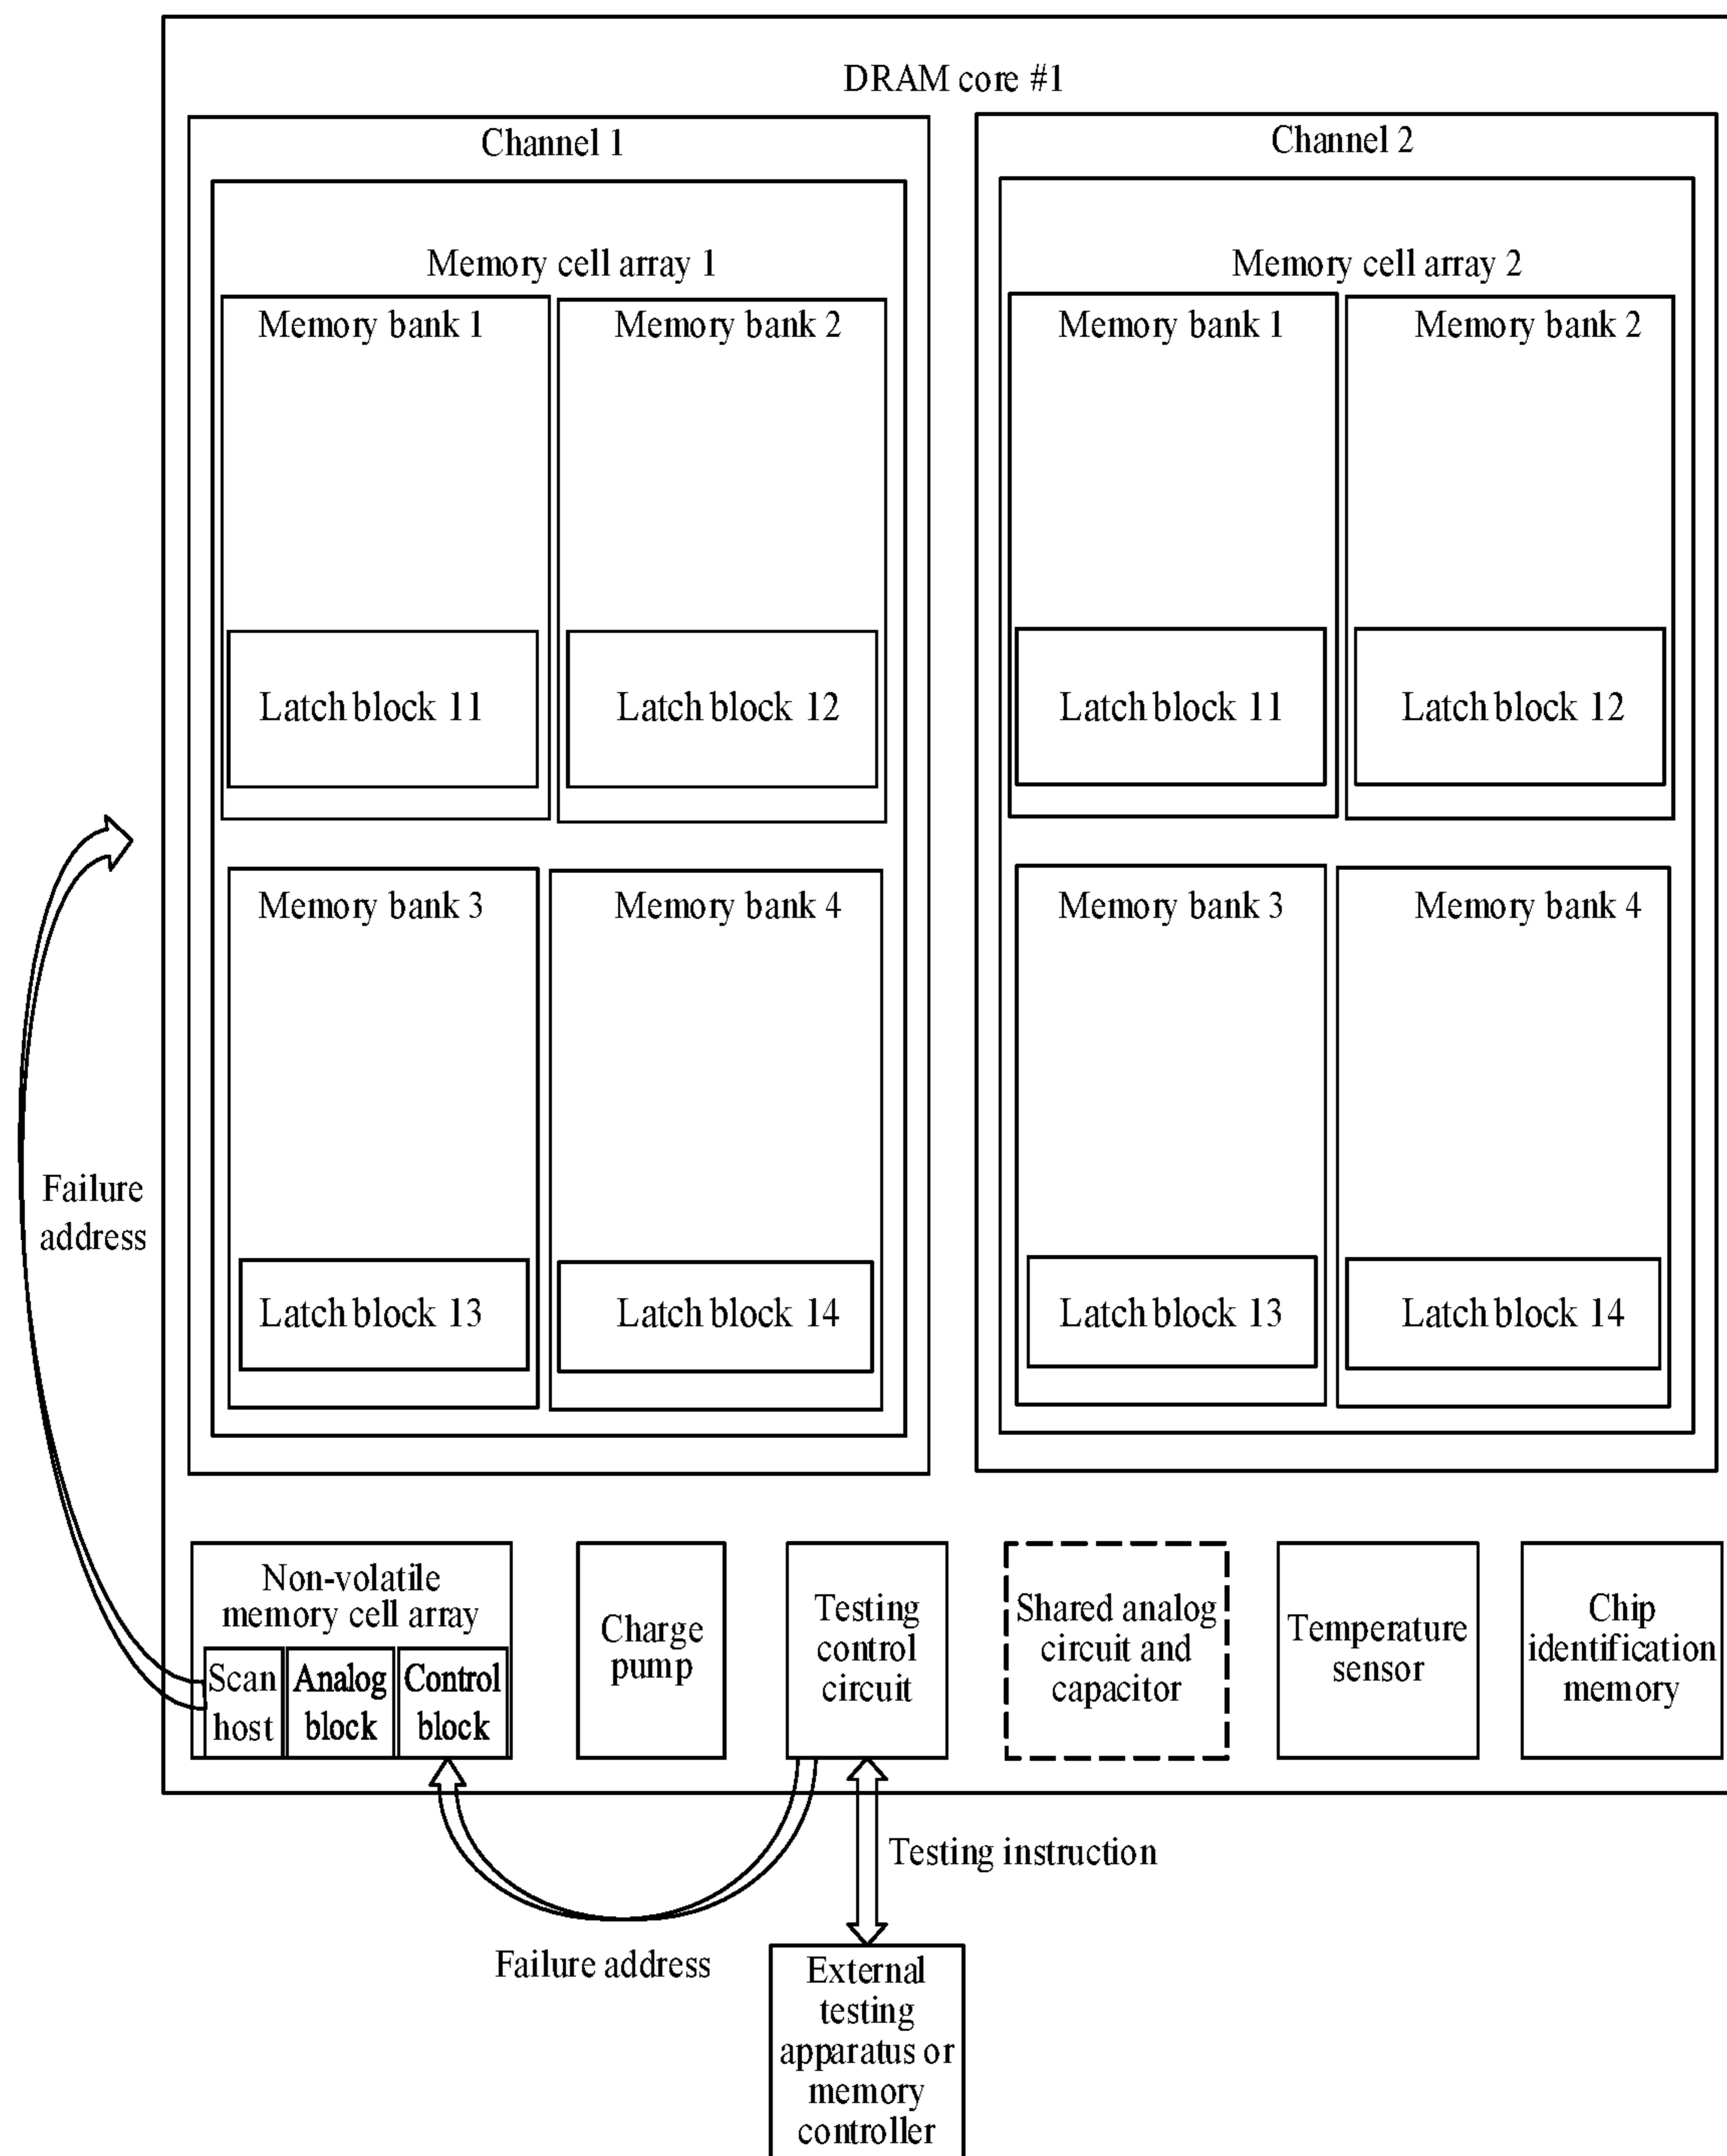 DRAM core #1
Channel 1
Memory cell array 1
Memory bank 1
Memory bank 2
Latch block 11
Latch block 12
Memory bank 3
Memory bank 4
Latch block 13
Latch block 14
Channel 2
Memory cell array 2
Memory bank 1
Memory bank 2
Latch block 11
Latch block 12
Memory bank 3
Memory bank 4
Latch block 13
Latch block 14
Failure
address
Non-volatile
memory cell array
Scan
host
Analog
block
Control
block
Charge
pump
Testing
control
circuit
Shared analog
circuit and
capacitor
Temperature
sensor
Chip
identification
memory
Testing instruction
Failure address
External
testing
apparatus or
memory
controller